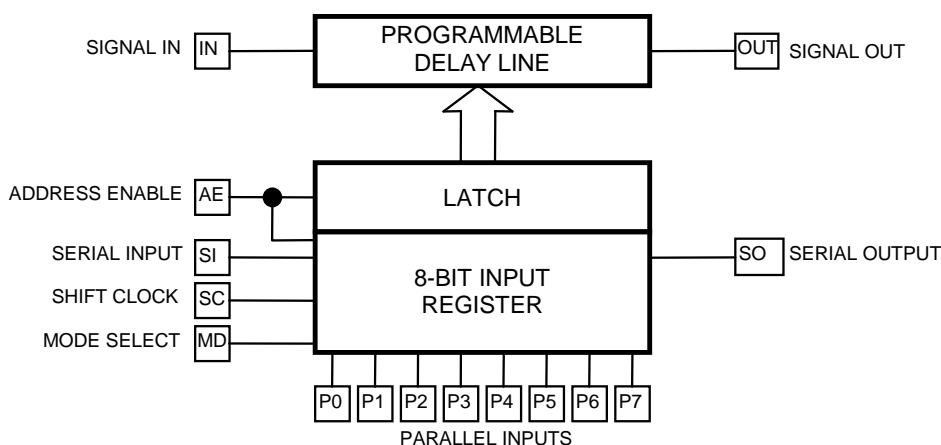 SIGNAL IN IN PROGRAMMABLE DELAY LINE OUT SIGNAL OUT
ADDRESS ENABLE AE LATCH
SERIAL INPUT SI 8-BIT INPUT REGISTER SO SERIAL OUTPUT
SHIFT CLOCK SC
MODE SELECT MD
P0 P1 P2 P3 P4 P5 P6 P7
PARALLEL INPUTS